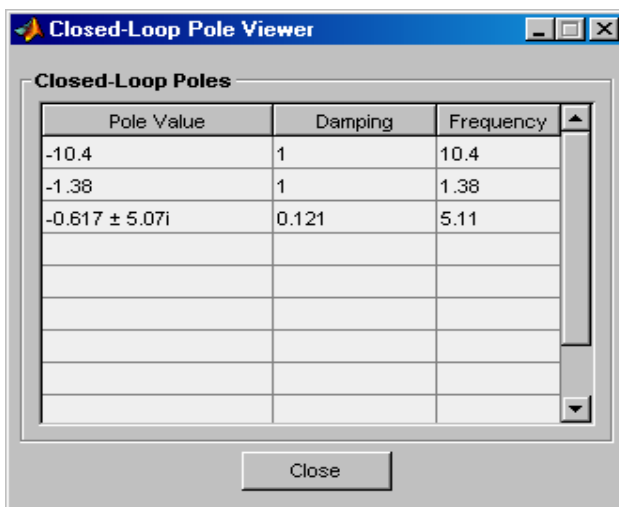 Closed-Loop Pole Viewer
Closed-Loop Poles
Pole Value Damping Frequency
-10.4 1 10.4
-1.38 1 1.38
-0.617 ± 5.07i 0.121 5.11
Close